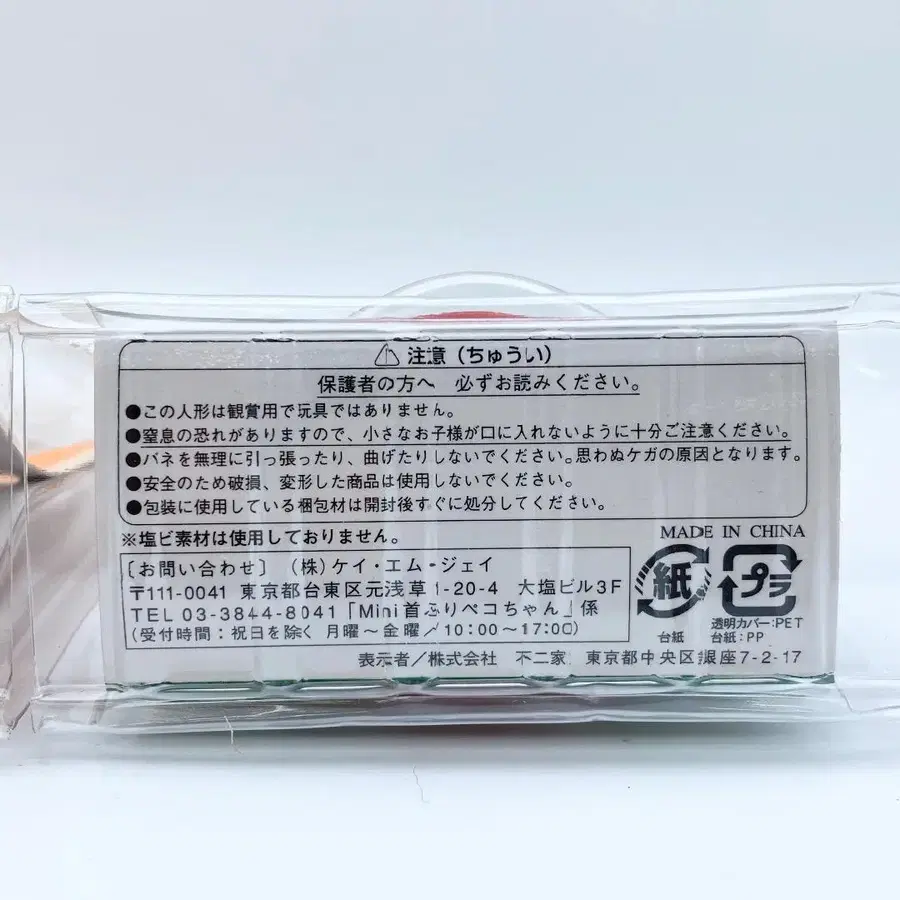 ⚠ 注意(ちゅうい)
保護者の方へ 必ずお読みください。
●この人形は観賞用で玩具ではありません。
●窒息の恐れがありますので、小さなお子様が口に入れないように十分ご注意ください。
●バネを無理に引っ張ったり、曲げたりしないでください。思わぬケガの原因となります。
●安全のため破損、変形した商品は使用しないでください。
●包装に使用している梱包材は開封後すぐに処分してください。
※塩ビ素材は使用しておりません。
MADE IN CHINA
〔お問い合わせ〕(株)ケイ・エム・ジェイ
〒111-0041 東京都台東区元浅草1-20-4 大塩ビル3F
TEL 03-3844-8041「Mini首ふりペコちゃん」係
(受付時間:祝日を除く 月曜~金曜/10:00~17:00)
紙
台紙
プラ
透明カバー:PET
台紙:PP
表示者/株式会社 不二家 東京都中央区銀座7-2-17